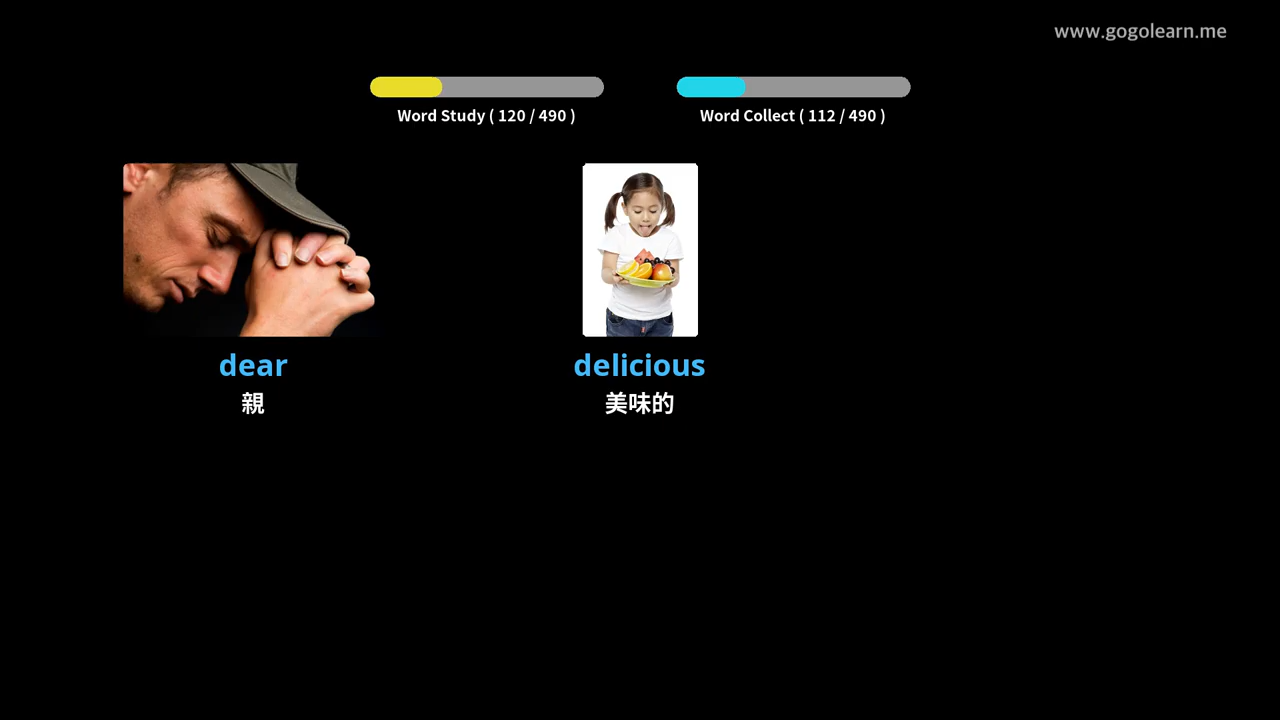 www.gogolearn.me
Word Study ( 120 / 490 )
Word Collect ( 112 / 490 )
dear
親
delicious
美味的